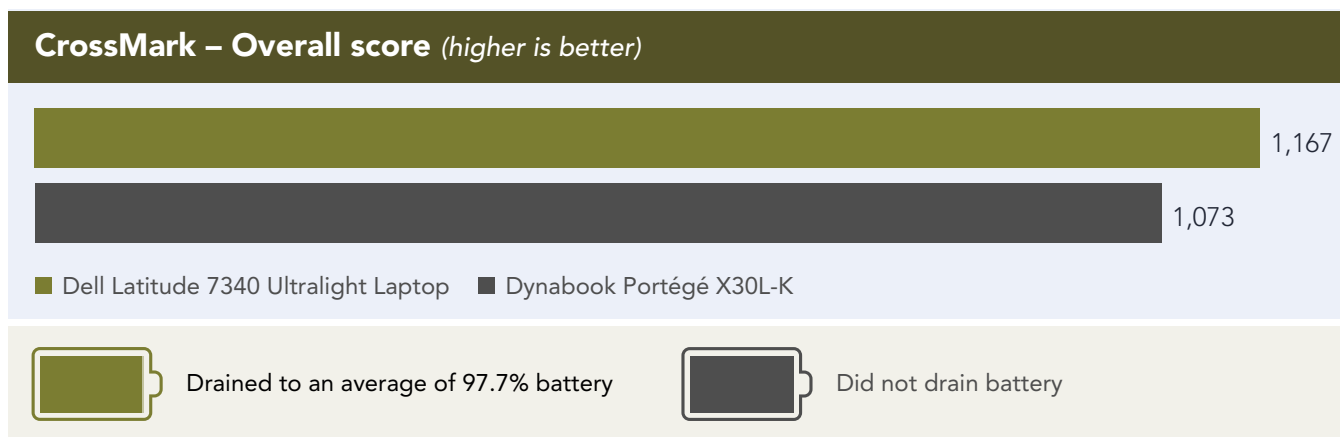 CrossMark – Overall score (higher is better)
1,167
1,073
Dell Latitude 7340 Ultralight Laptop Dynabook Portégé X30L-K
Drained to an average of 97.7% battery Did not drain battery